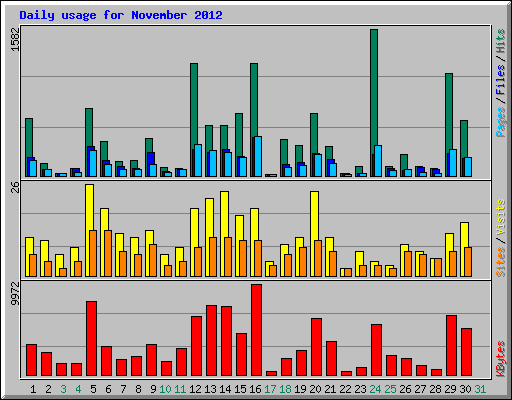 Daily usage for November 2012
1582
Pages / Files / Hits
26
Sites / Visits
9972
KBytes
1 2 3 4 5 6 7 8 9 10 11 12 13 14 15 16 17 18 19 20 21 22 23 24 25 26 27 28 29 30 31